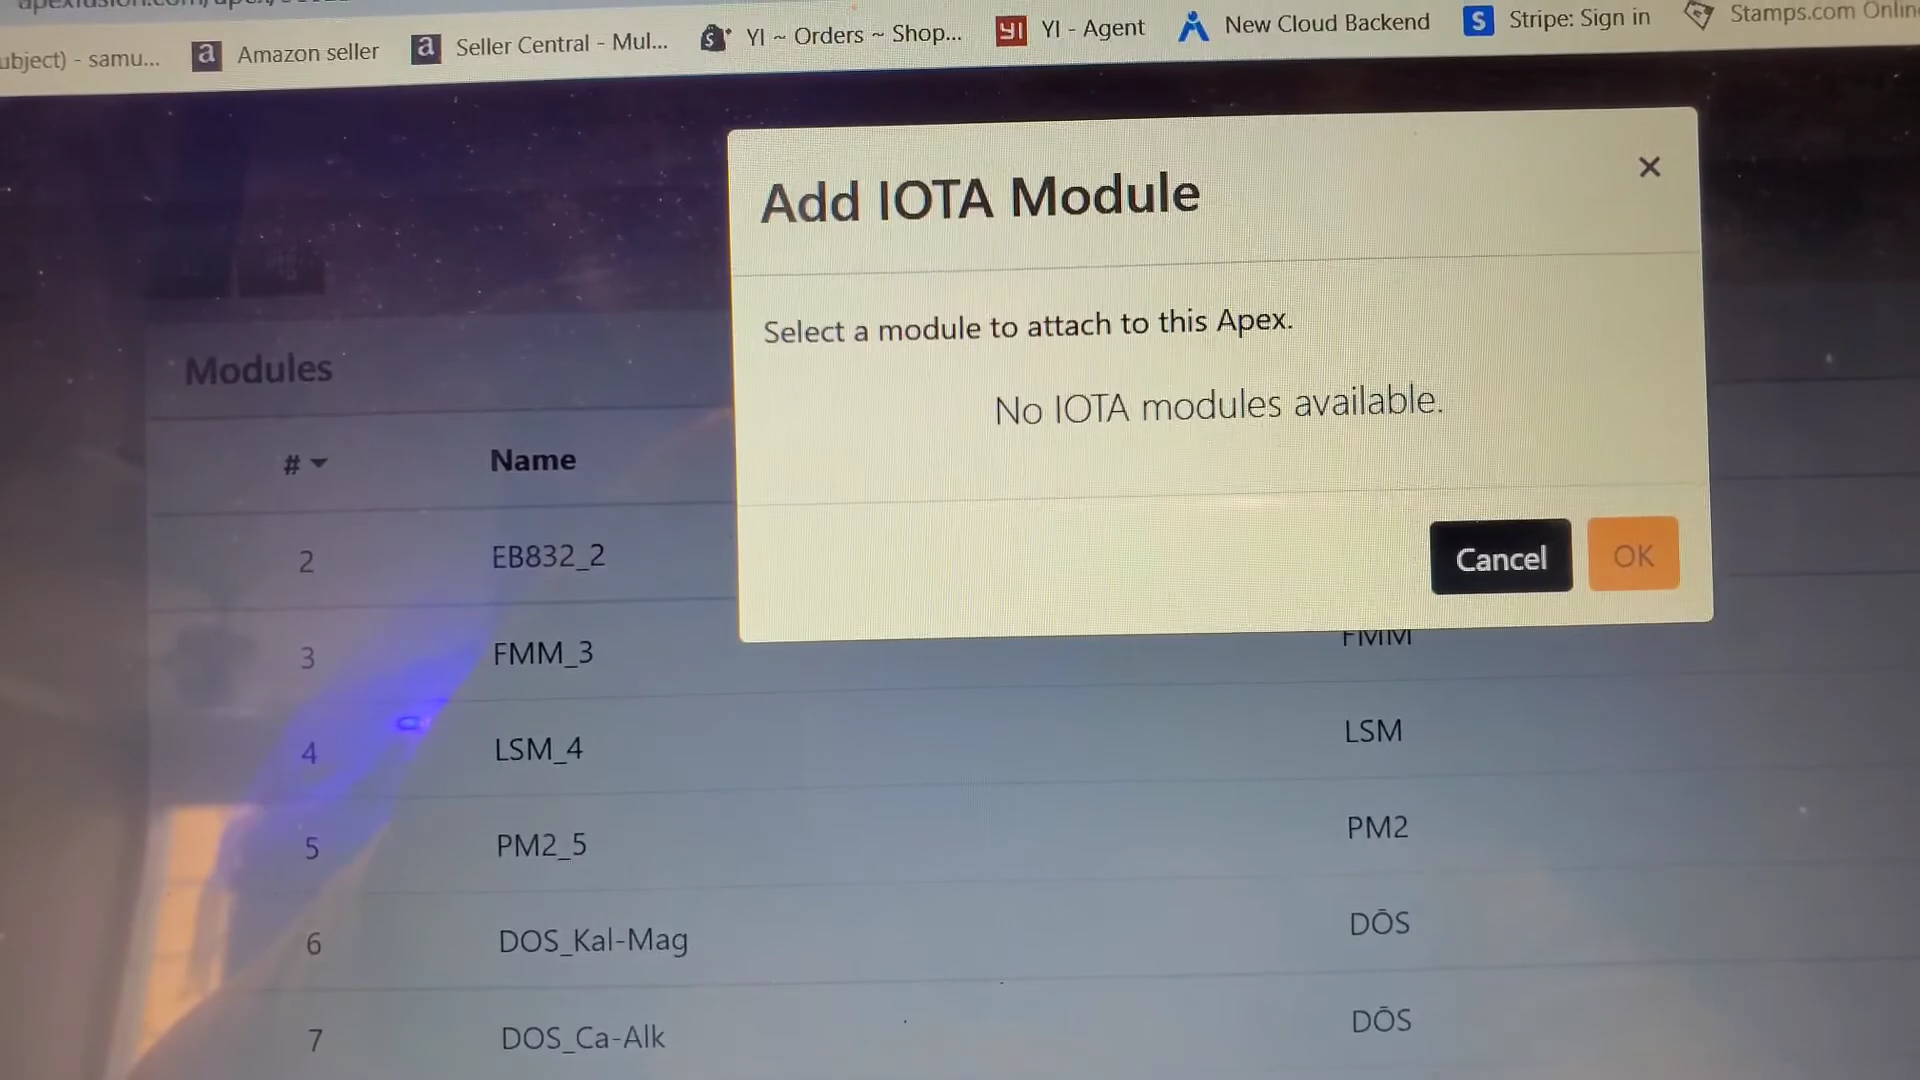 ubject) - samu...
Amazon seller
Seller Central - Mul...
YI ~ Orders ~ Shop...
YI - Agent
New Cloud Backend
Stripe: Sign in
Stamps.com Onlin
Add IOTA Module
×
Select a module to attach to this Apex.
No IOTA modules available.
Cancel
OK
Modules
# Name
2 EB832_2
3 FMM_3 FMM
4 LSM_4 LSM
5 PM2_5 PM2
6 DOS_Kal-Mag DŌS
7 DOS_Ca-Alk DŌS